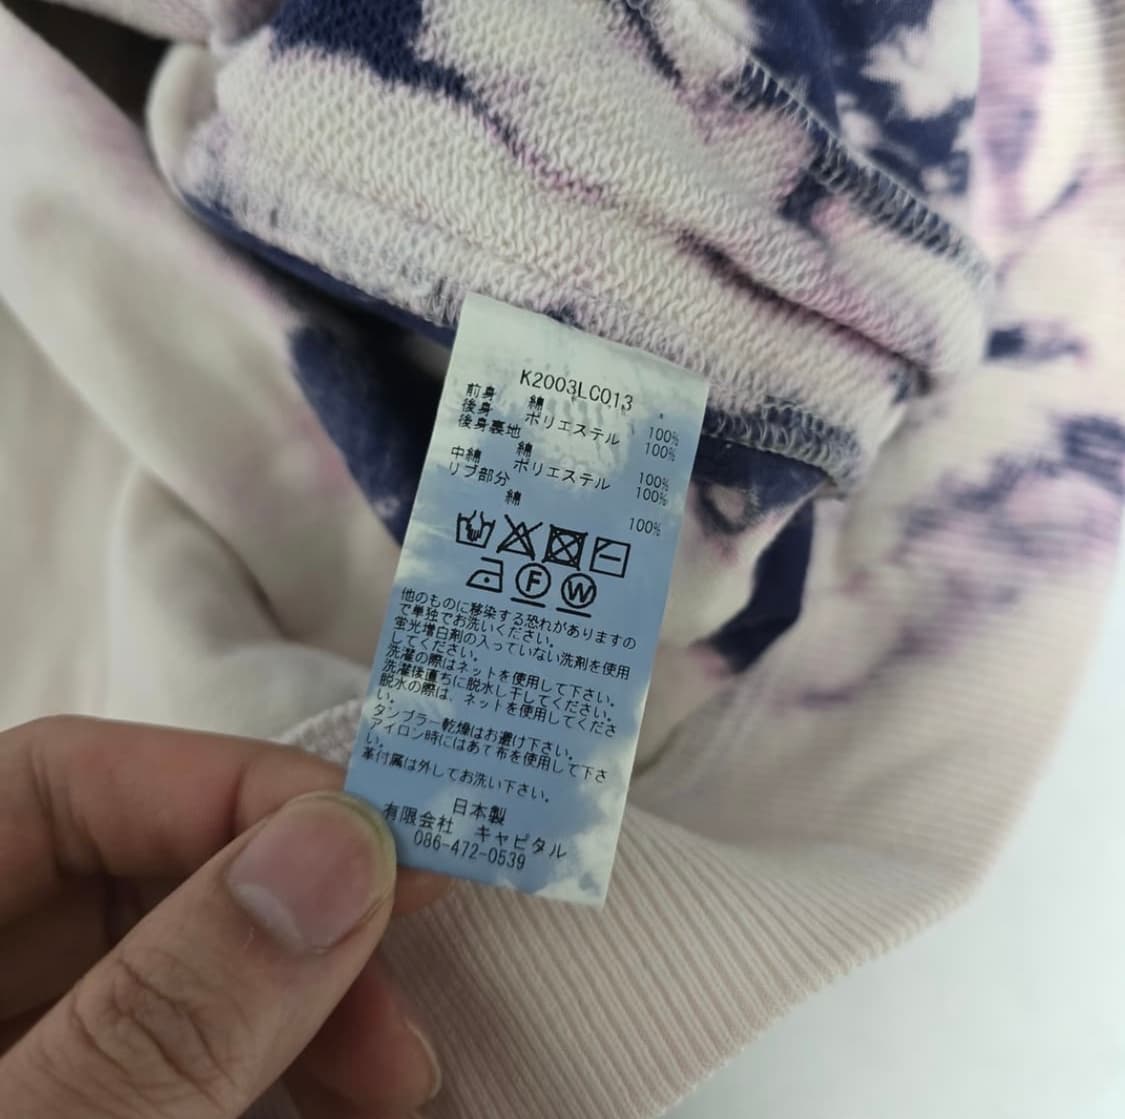 K2003LC013
前身 綿 100%
後身 ポリエステル 100%
後身裏地
綿 100%
中綿 ポリエステル 100%
リブ部分
綿 100%
F W
他のものに移染する恐れがありますの
で単独でお洗いください。
蛍光増白剤の入っていない洗剤を使用
してください。
洗濯の際はネットを使用して下さい。
洗濯後直ちに脱水し干してください。
脱水の際は、ネットを使用してくださ
い。
タンブラー乾燥はお避け下さい。
アイロン時にはあて布を使用して下さ
い。
革付属は外してお洗い下さい。
日本製
有限会社 キャピタル
086-472-0539